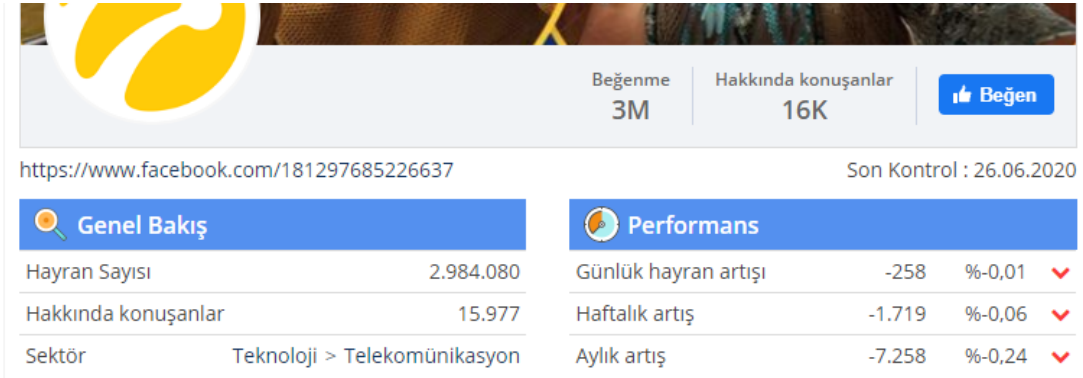 Beğenme Hakkında konuşanlar
3M 16K Beğen
https://www.facebook.com/181297685226637 Son Kontrol : 26.06.2020
Genel Bakış
Hayran Sayısı 2.984.080
Hakkında konuşanlar 15.977
Sektör Teknoloji > Telekomünikasyon
Performans
Günlük hayran artışı -258 %-0,01
Haftalık artış -1.719 %-0,06
Aylık artış -7.258 %-0,24